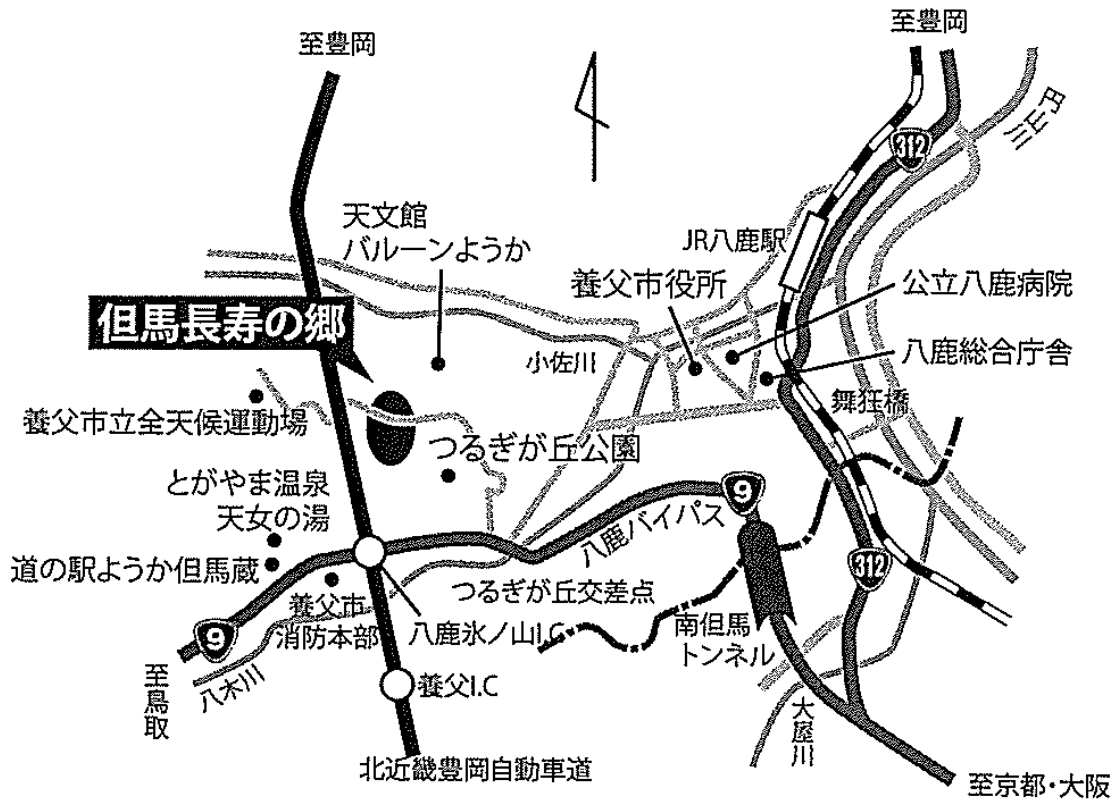 至豊岡
至豊岡
円山川
312
天文館
バルーンようか
JR八鹿駅
養父市役所
公立八鹿病院
但馬長寿の郷
小佐川
八鹿総合庁舎
舞狂橋
養父市立全天候運動場
つるぎが丘公園
とがやま温泉
天女の湯
9
八鹿バイパス
道の駅ようか但馬蔵
312
養父市
消防本部
つるぎが丘交差点
八鹿氷ノ山I.C
南但馬
トンネル
9
八木川
至鳥取
養父I.C
大屋川
北近畿豊岡自動車道
至京都・大阪